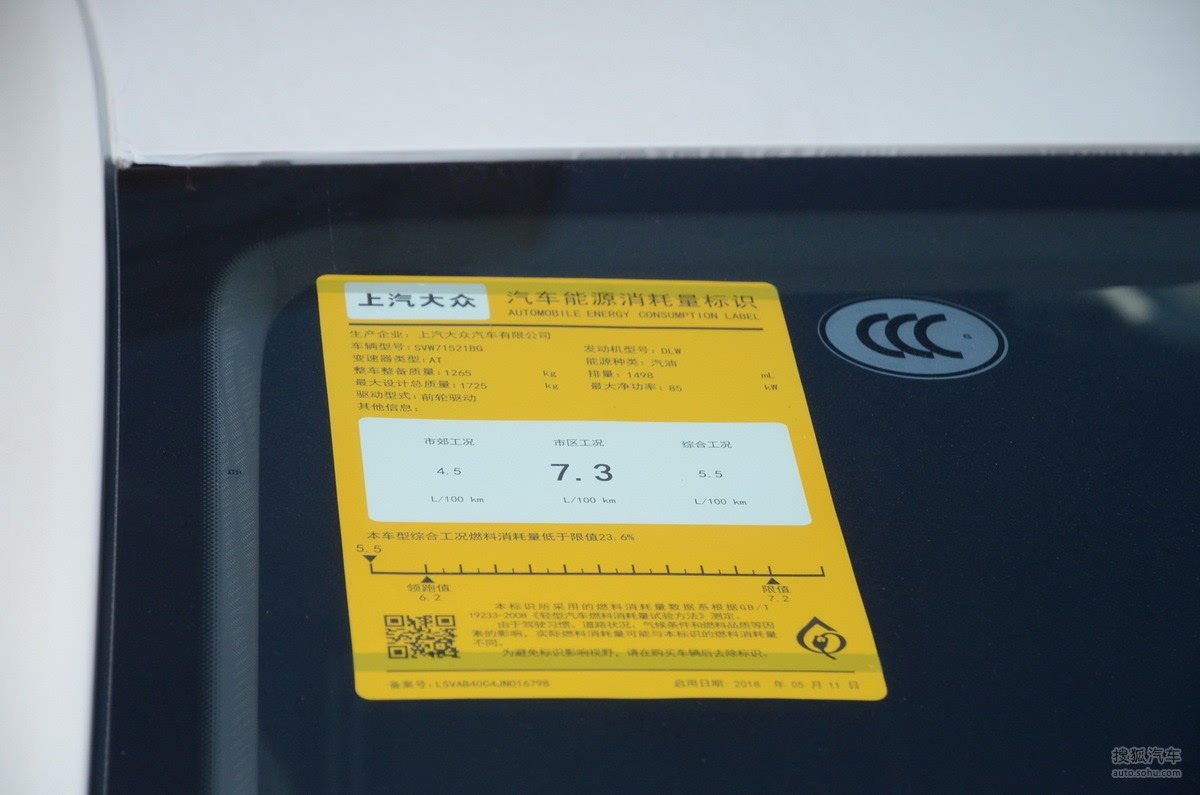 上汽大众 汽车能源消耗量标识
AUTOMOBILE ENERGY CONSUMPTION LABEL
生产企业: 上汽大众汽车有限公司
车辆型号:SVW71521BG 发动机型号:DLW
变速器类型:AT 能源种类:汽油
整车整备质量:1265 kg 排量:1498 mL
最大设计总质量:1725 kg 最大净功率:85 kW
驱动型式:前轮驱动
其他信息:
市郊工况 市区工况 综合工况
4.5 7.3 5.5
L/100 km L/100 km L/100 km
本车型综合工况燃料消耗量低于限值23.6%
5.5
领跑值 限值
6.2 7.2
本标识所采用的燃料消耗量数据系根据GB/T
19233-2008《轻型汽车燃料消耗量试验方法》测定。
由于驾驶习惯、道路状况、气候条件和燃料品质等因
素的影响,实际燃料消耗量可能与本标识的燃料消耗量
不同。
为避免标识影响视野,请在购买车辆后去除标识。
备案号:LSVAB40C4JN016798 启用日期:2018 年 05 月 11 日
CCC
搜狐汽车
auto.sohu.com